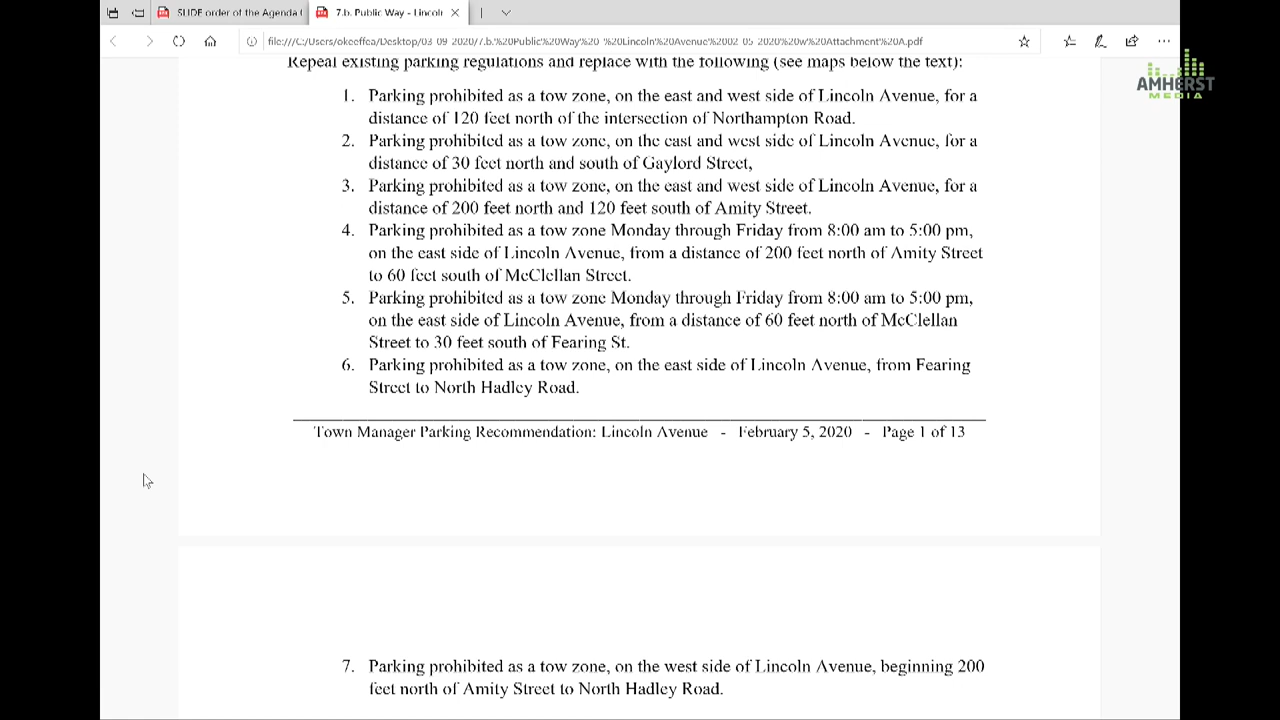 SLIDE order of the Agenda (
7.b. Public Way - Lincoln
file:///C:/Users/okeeffea/Desktop/03-09-2020/7.b.%20Public%20Way%20-%20Lincoln%20Avenue%2002-05-2020%20w%20Attachment%20A.pdf
AMHERST
MEDIA
Repeal existing parking regulations and replace with the following (see maps below the text):
1. Parking prohibited as a tow zone, on the east and west side of Lincoln Avenue, for a
distance of 120 feet north of the intersection of Northampton Road.
2. Parking prohibited as a tow zone, on the east and west side of Lincoln Avenue, for a
distance of 30 feet north and south of Gaylord Street,
3. Parking prohibited as a tow zone, on the east and west side of Lincoln Avenue, for a
distance of 200 feet north and 120 feet south of Amity Street.
4. Parking prohibited as a tow zone Monday through Friday from 8:00 am to 5:00 pm,
on the east side of Lincoln Avenue, from a distance of 200 feet north of Amity Street
to 60 feet south of McClellan Street.
5. Parking prohibited as a tow zone Monday through Friday from 8:00 am to 5:00 pm,
on the east side of Lincoln Avenue, from a distance of 60 feet north of McClellan
Street to 30 feet south of Fearing St.
6. Parking prohibited as a tow zone, on the east side of Lincoln Avenue, from Fearing
Street to North Hadley Road.
Town Manager Parking Recommendation: Lincoln Avenue - February 5, 2020 - Page 1 of 13
7. Parking prohibited as a tow zone, on the west side of Lincoln Avenue, beginning 200
feet north of Amity Street to North Hadley Road.